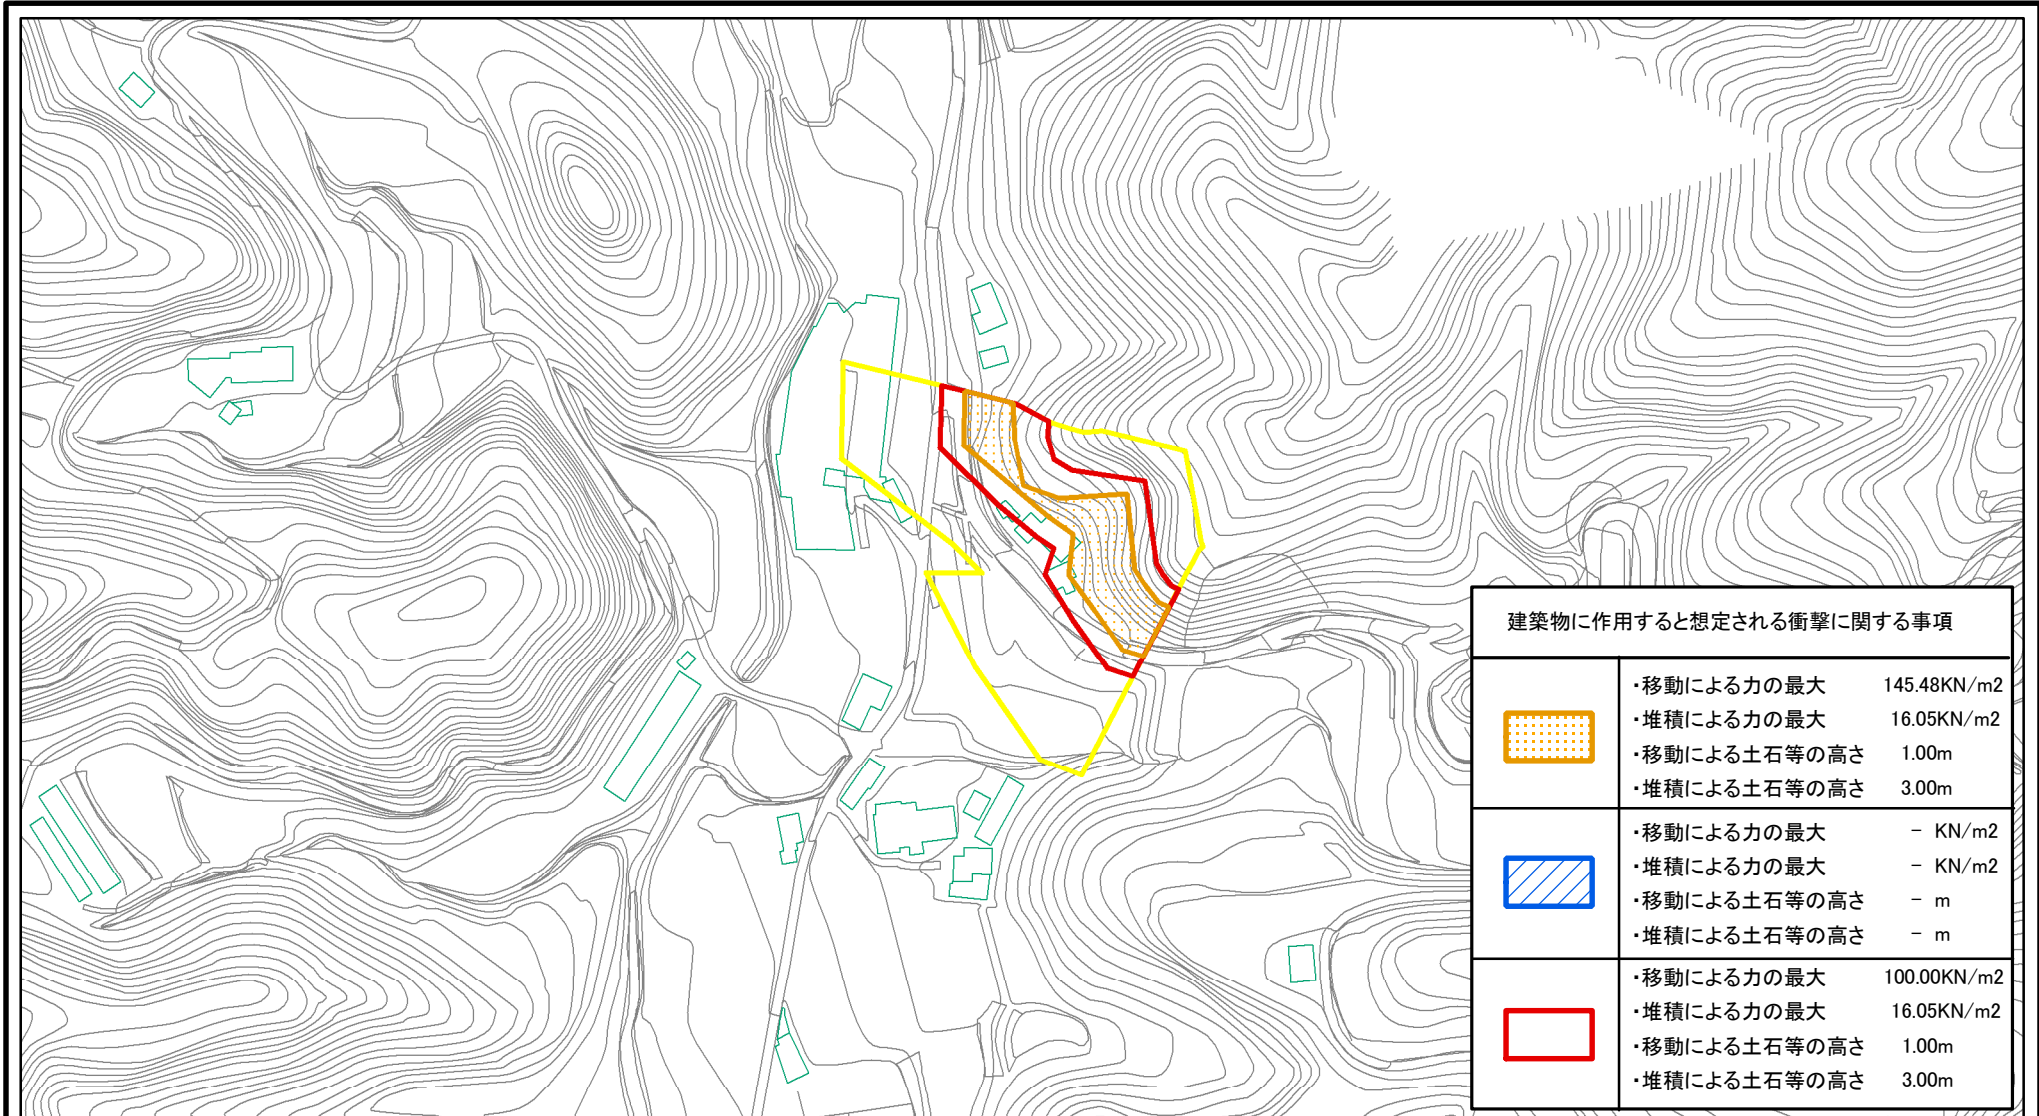 建築物に作用すると想定される衝撃に関する事項
・移動による力の最大 145.48KN/m2
・堆積による力の最大 16.05KN/m2
・移動による土石等の高さ 1.00m
・堆積による土石等の高さ 3.00m
・移動による力の最大 - KN/m2
・堆積による力の最大 - KN/m2
・移動による土石等の高さ - m
・堆積による土石等の高さ - m
・移動による力の最大 100.00KN/m2
・堆積による力の最大 16.05KN/m2
・移動による土石等の高さ 1.00m
・堆積による土石等の高さ 3.00m